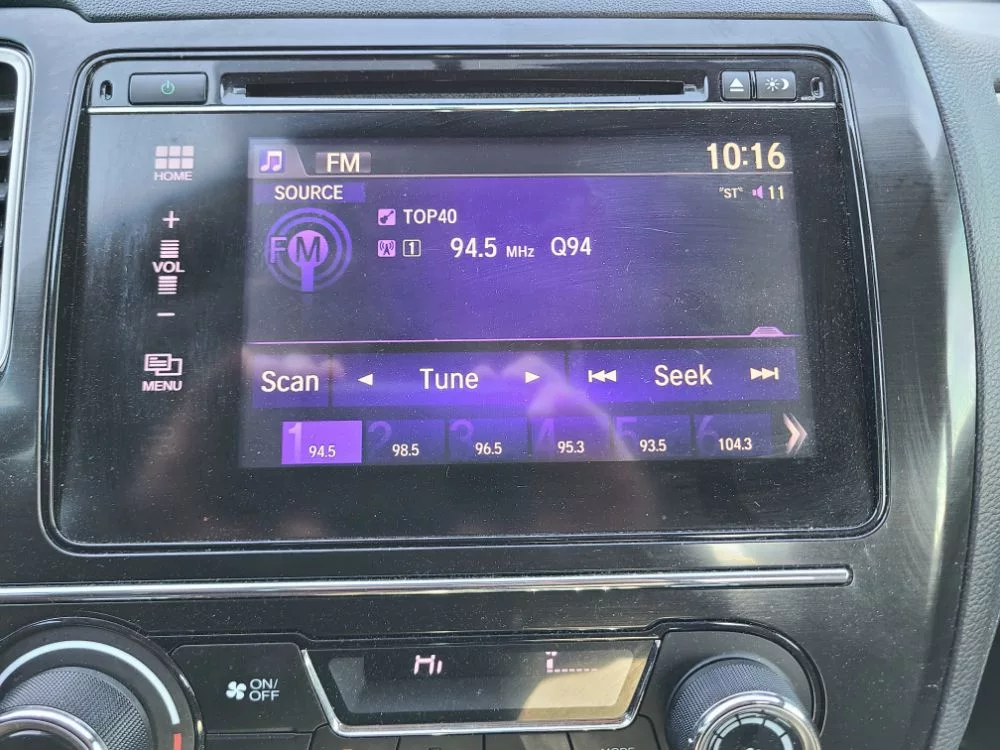 HOME
+
VOL
−
MENU
FM 10:16
SOURCE "ST" 11
FM TOP40
1 94.5 MHz Q94
Scan Tune Seek
1 94.5 2 98.5 3 96.5 4 95.3 5 93.5 6 104.3
ON/
OFF
Hi
MODE